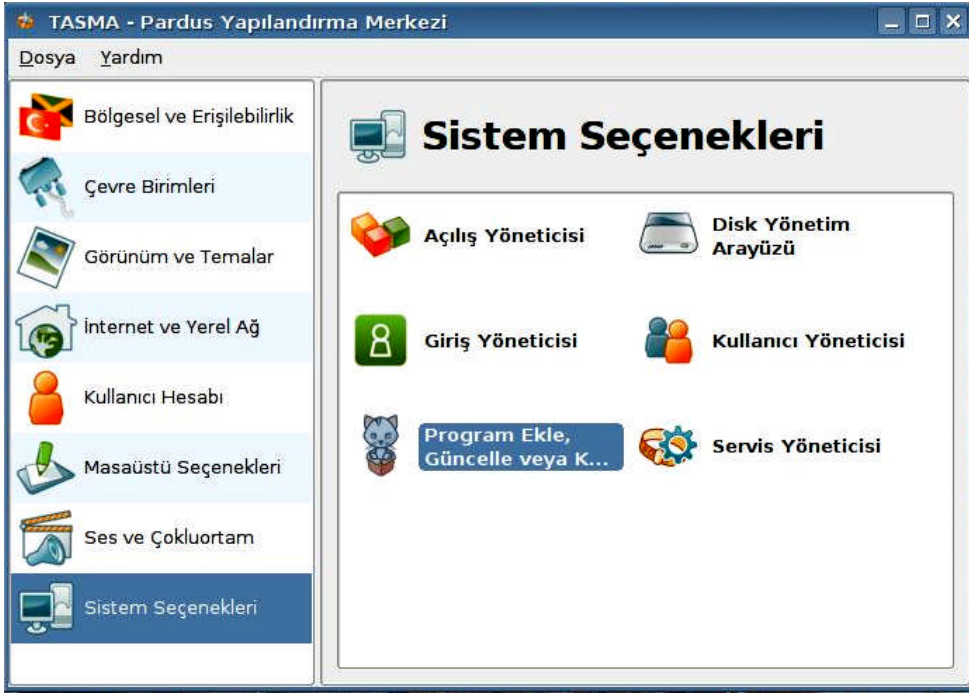 TASMA - Pardus Yapılandırma Merkezi
Dosya Yardım
Bölgesel ve Erişilebilirlik
Çevre Birimleri
Görünüm ve Temalar
İnternet ve Yerel Ağ
Kullanıcı Hesabı
Masaüstü Seçenekleri
Ses ve Çokluortam
Sistem Seçenekleri
Sistem Seçenekleri
Açılış Yöneticisi
Disk Yönetim
Arayüzü
Giriş Yöneticisi
Kullanıcı Yöneticisi
Program Ekle,
Güncelle veya K...
Servis Yöneticisi